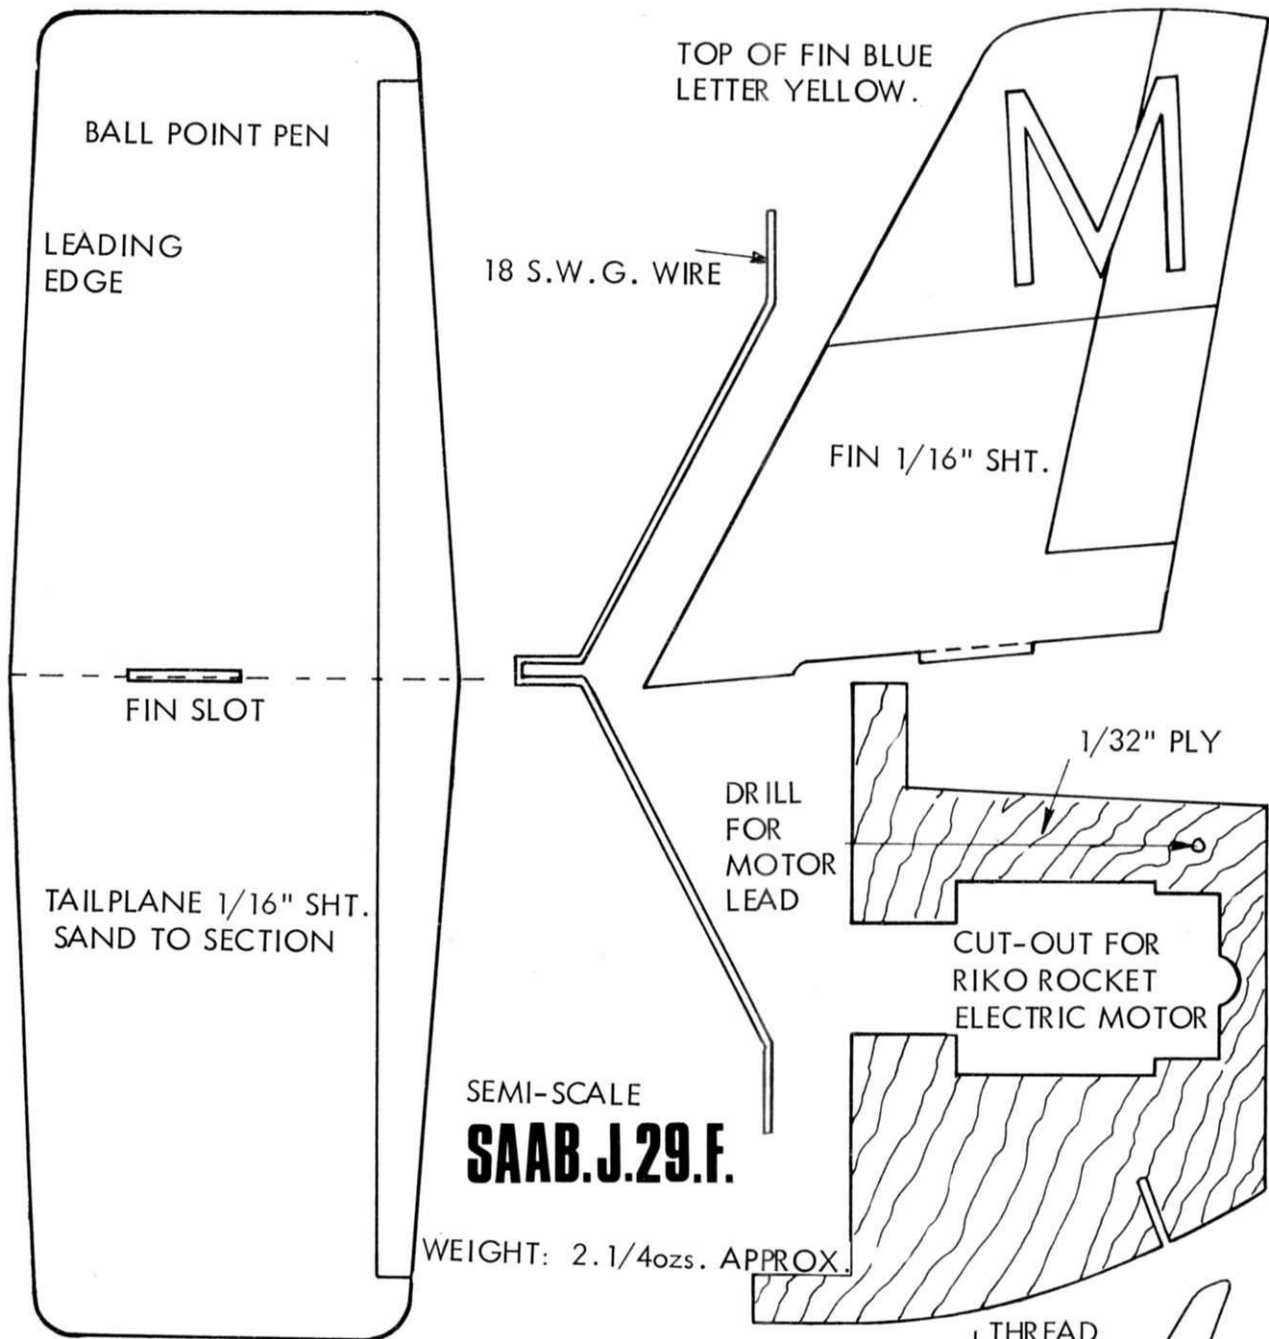 TOP OF FIN BLUE
LETTER YELLOW.
M
BALL POINT PEN
LEADING
EDGE
18 S.W.G. WIRE
FIN 1/16" SHT.
FIN SLOT
1/32" PLY
DRILL
FOR
MOTOR
LEAD
TAILPLANE 1/16" SHT.
SAND TO SECTION
CUT-OUT FOR
RIKO ROCKET
ELECTRIC MOTOR
SEMI-SCALE
SAAB.J.29.F.
WEIGHT: 2.1/4ozs. APPROX.
THREAD